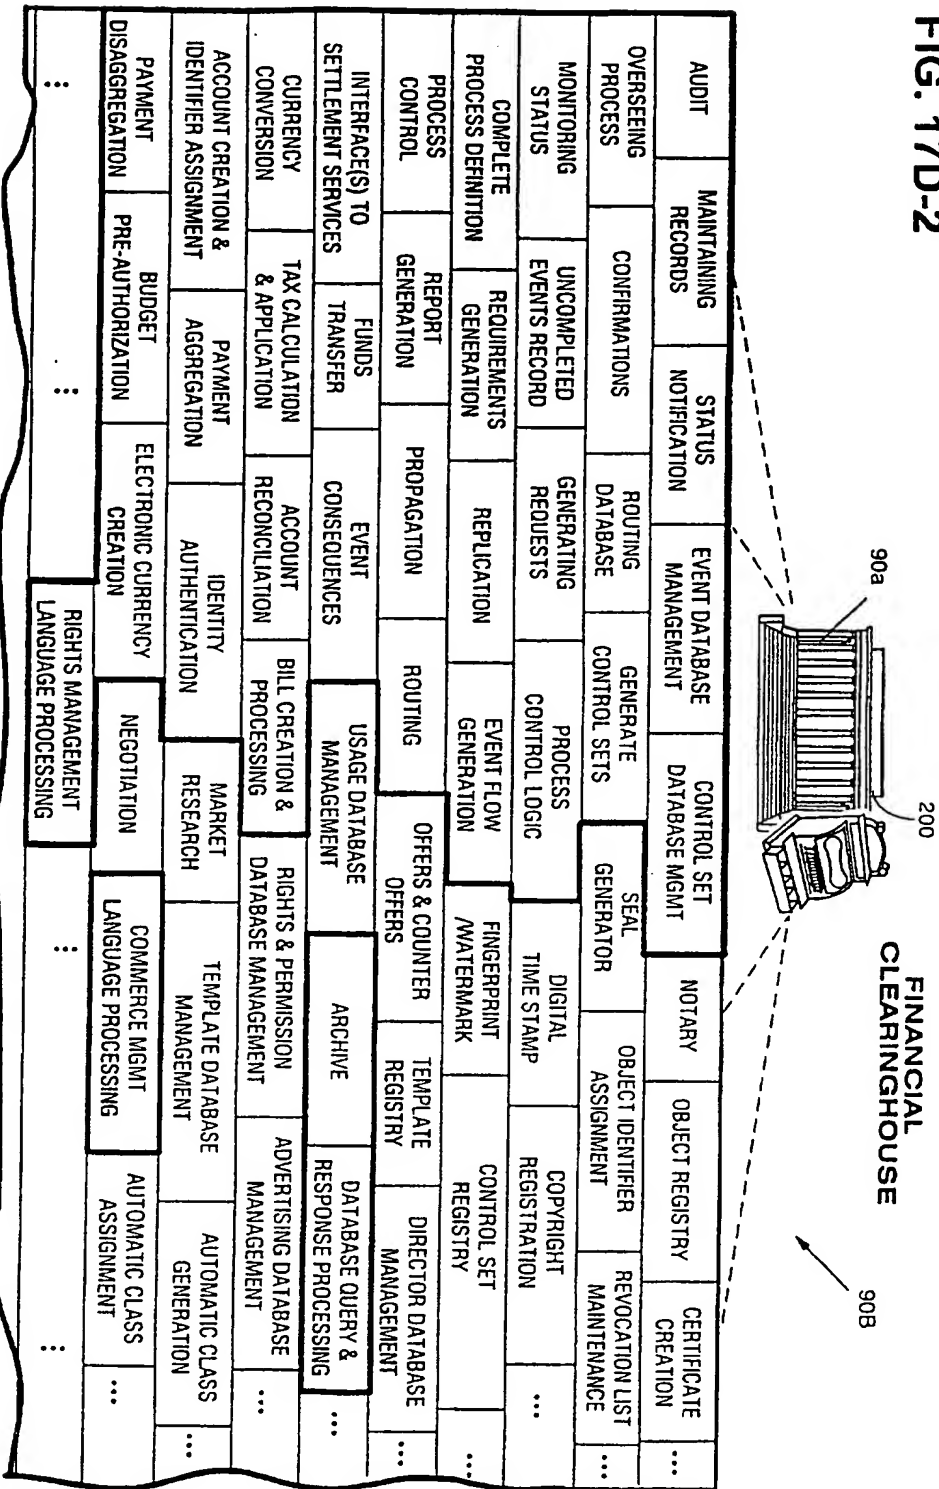 FIG. 17D-2
FINANCIAL
CLEARINGHOUSE
90a
200
90B
AUDIT
MAINTAINING
RECORDS
STATUS
NOTIFICATION
EVENT DATABASE
MANAGEMENT
CONTROL SET
DATABASE MGMT
NOTARY
OBJECT REGISTRY
CERTIFICATE
CREATION
...
OVERSEEING
PROCESS
CONFIRMATIONS
ROUTING
DATABASE
GENERATE
CONTROL SETS
SEAL
GENERATOR
OBJECT IDENTIFIER
ASSIGNMENT
REVOCATION LIST
MAINTENANCE
...
MONITORING
STATUS
UNCOMPLETED
EVENTS RECORD
GENERATING
REQUESTS
PROCESS
CONTROL LOGIC
DIGITAL
TIME STAMP
COPYRIGHT
REGISTRATION
...
COMPLETE
PROCESS DEFINITION
REQUIREMENTS
GENERATION
REPLICATION
EVENT FLOW
GENERATION
FINGERPRINT
/WATERMARK
CONTROL SET
REGISTRY
...
PROCESS
CONTROL
REPORT
GENERATION
PROPAGATION
ROUTING
OFFERS & COUNTER
OFFERS
TEMPLATE
REGISTRY
DIRECTOR DATABASE
MANAGEMENT
...
INTERFACE(S) TO
SETTLEMENT SERVICES
FUNDS
TRANSFER
EVENT
CONSEQUENCES
USAGE DATABASE
MANAGEMENT
ARCHIVE
DATABASE QUERY &
RESPONSE PROCESSING
...
CURRENCY
CONVERSION
TAX CALCULATION
& APPLICATION
ACCOUNT
RECONCILIATION
BILL CREATION &
PROCESSING
RIGHTS & PERMISSION
DATABASE MANAGEMENT
ADVERTISING DATABASE
MANAGEMENT
...
ACCOUNT CREATION &
IDENTIFIER ASSIGNMENT
PAYMENT
AGGREGATION
IDENTITY
AUTHENTICATION
MARKET
RESEARCH
TEMPLATE DATABASE
MANAGEMENT
AUTOMATIC CLASS
GENERATION
...
PAYMENT
DISAGGREGATION
BUDGET
PRE-AUTHORIZATION
ELECTRONIC CURRENCY
CREATION
NEGOTIATION
COMMERCE MGMT
LANGUAGE PROCESSING
AUTOMATIC CLASS
ASSIGNMENT
...
...
...
RIGHTS MANAGEMENT
LANGUAGE PROCESSING
...
...